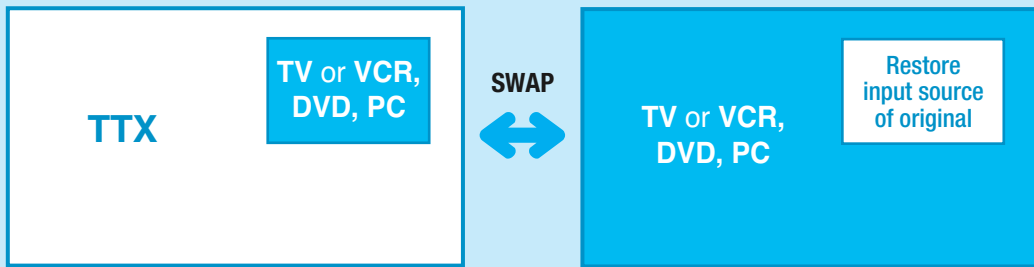 TTX
TV or VCR,
DVD, PC
SWAP
TV or VCR,
DVD, PC
Restore
input source
of original